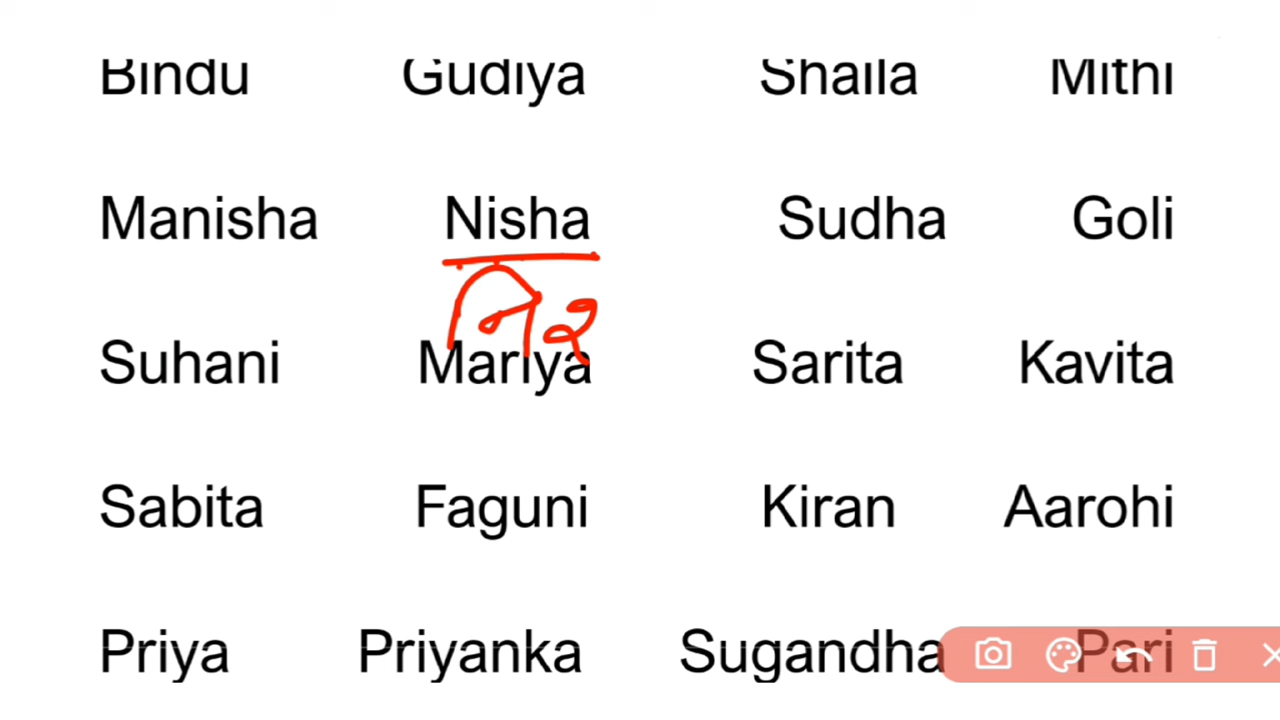 Bindu Gudiya Shaila Mithi
Manisha Nisha Sudha Goli
नि
Suhani Mariya Sarita Kavita
Sabita Faguni Kiran Aarohi
Priya Priyanka Sugandha Pari